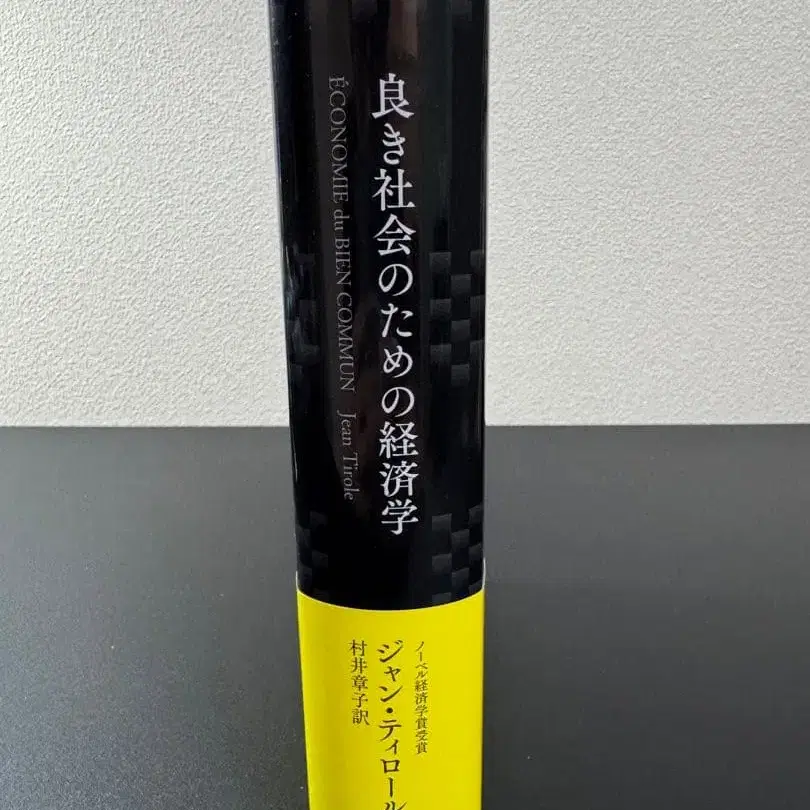 良き社会のための経済学
ÉCONOMIE du BIEN COMMUN Jean Tirole
ノーベル経済学賞受賞
ジャン・ティロール
村井章子訳